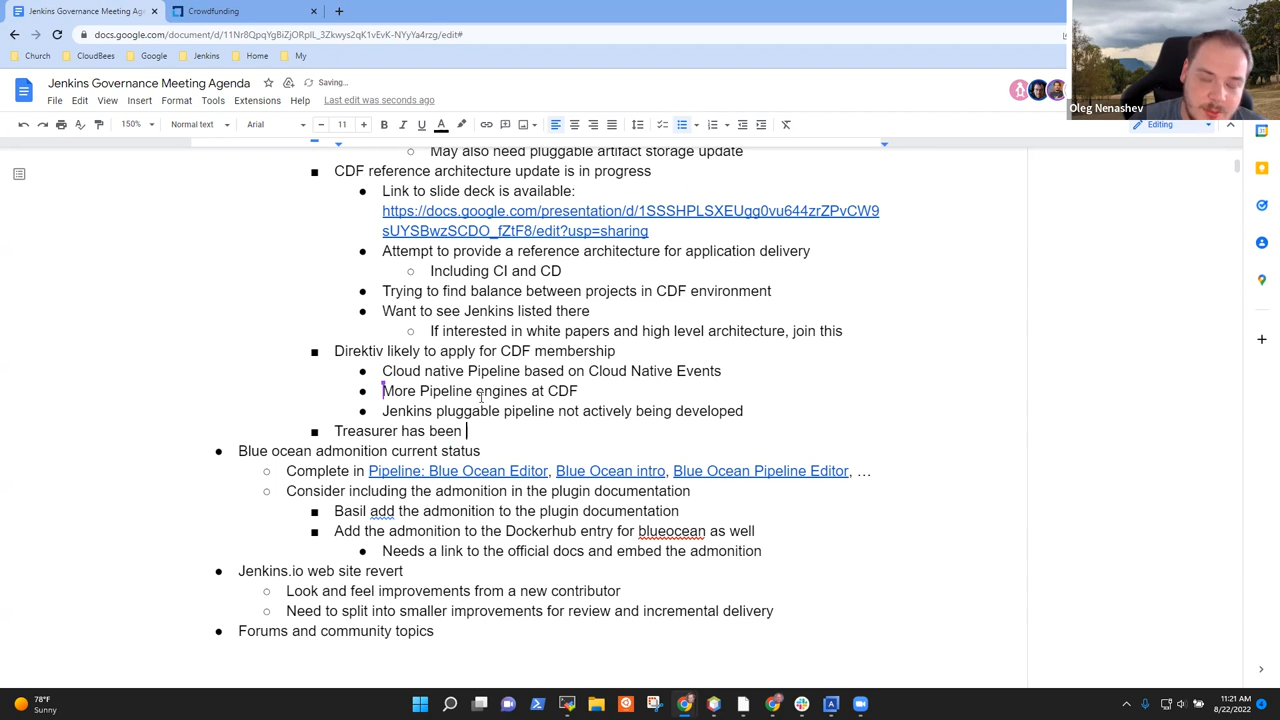 Jenkins Governance Meeting Age
Crowdfunding
docs.google.com/document/d/11Nr8QpqYgBiZjORpIL_3Zkwys2qK1vEvK-NYyYa4rzg/edit#
Church
CloudBees
Google
Jenkins
Home
My
Jenkins Governance Meeting Agenda
Saving...
File Edit View Insert Format Tools Extensions Help Last edit was seconds ago
Oleg Nenashev
150% Normal text Arial 11 Editing
May also need pluggable artifact storage update
CDF reference architecture update is in progress
Link to slide deck is available:
https://docs.google.com/presentation/d/1SSSHPLSXEUgg0vu644zrZPvCW9
sUYSBwzSCDO_fZtF8/edit?usp=sharing
Attempt to provide a reference architecture for application delivery
Including CI and CD
Trying to find balance between projects in CDF environment
Want to see Jenkins listed there
If interested in white papers and high level architecture, join this
Direktiv likely to apply for CDF membership
Cloud native Pipeline based on Cloud Native Events
More Pipeline engines at CDF
Jenkins pluggable pipeline not actively being developed
Treasurer has been
Blue ocean admonition current status
Complete in Pipeline: Blue Ocean Editor, Blue Ocean intro, Blue Ocean Pipeline Editor, …
Consider including the admonition in the plugin documentation
Basil add the admonition to the plugin documentation
Add the admonition to the Dockerhub entry for blueocean as well
Needs a link to the official docs and embed the admonition
Jenkins.io web site revert
Look and feel improvements from a new contributor
Need to split into smaller improvements for review and incremental delivery
Forums and community topics
78°F
Sunny
11:21 AM
8/22/2022